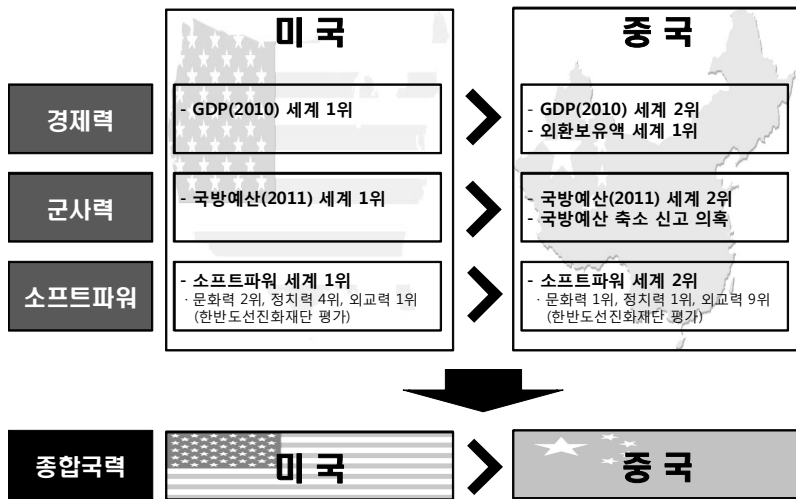 미국
중국
경제력
- GDP(2010) 세계 1위
- GDP(2010) 세계 2위
- 외환보유액 세계 1위
군사력
- 국방예산(2011) 세계 1위
- 국방예산(2011) 세계 2위
- 국방예산 축소 신고 의혹
소프트파워
- 소프트파워 세계 1위
· 문화력 2위, 정치력 4위, 외교력 1위
(한반도선진화재단 평가)
- 소프트파워 세계 2위
· 문화력 1위, 정치력 1위, 외교력 9위
(한반도선진화재단 평가)
종합국력
미국
중국